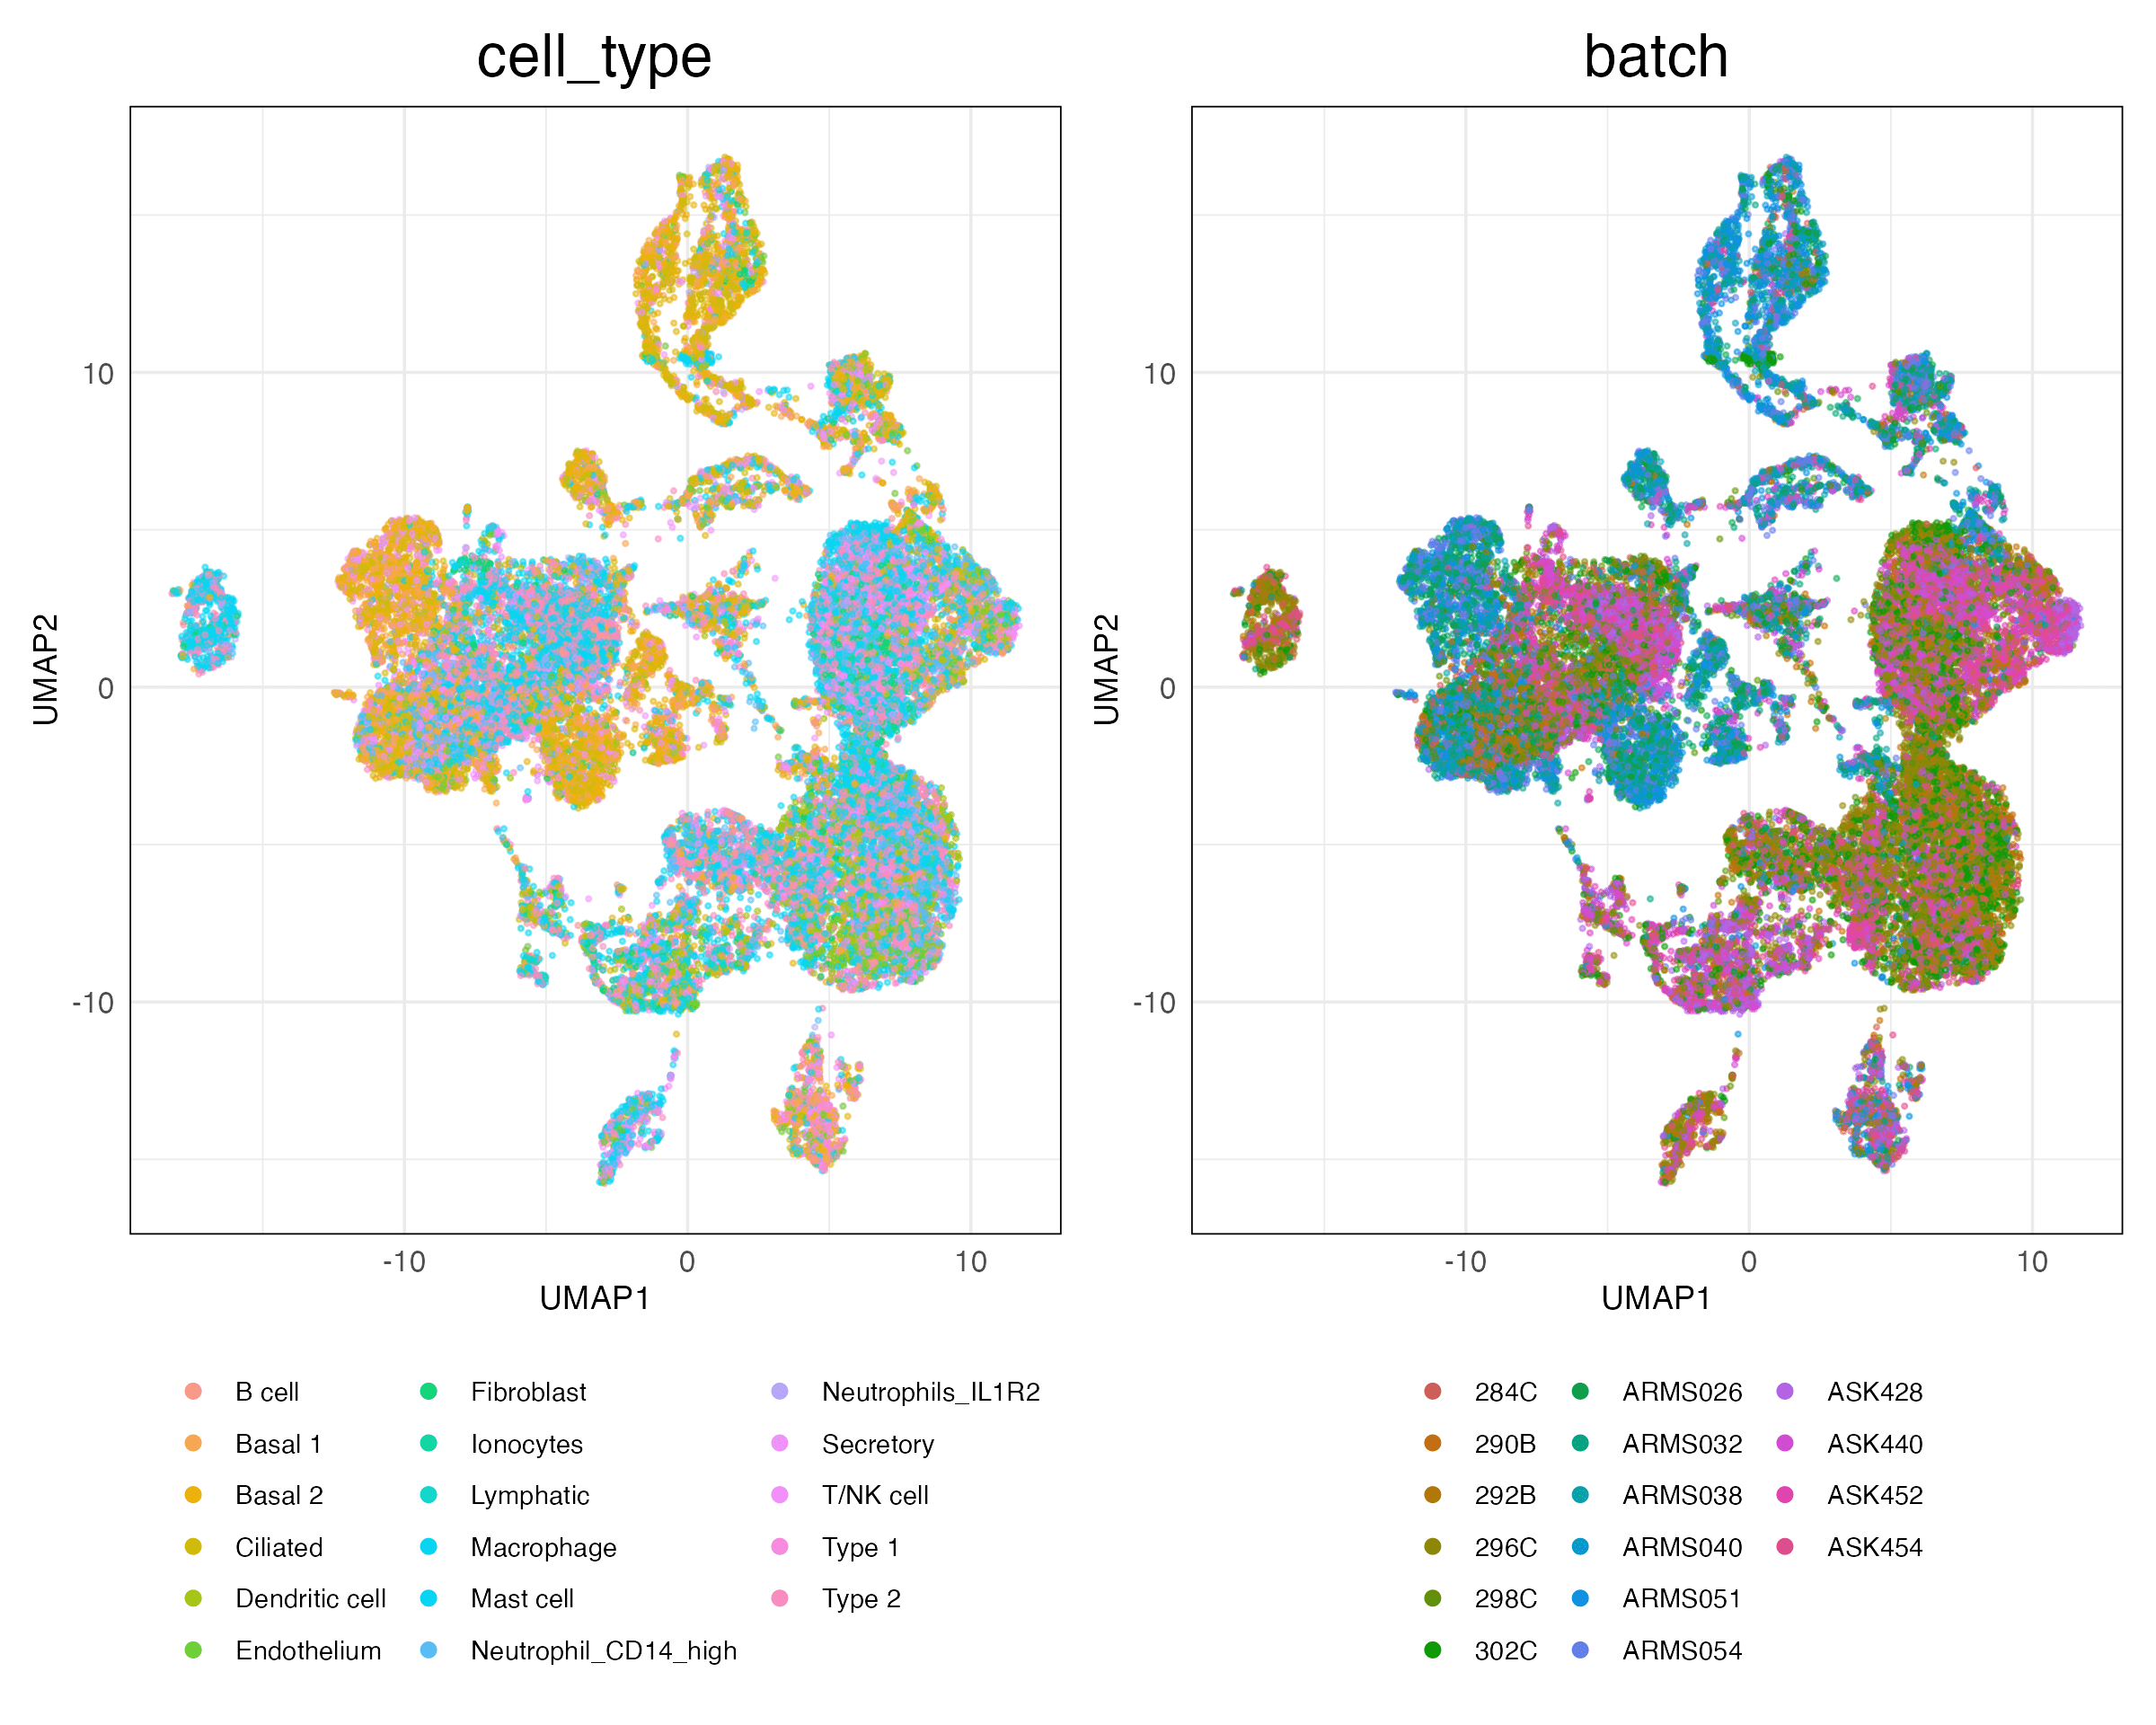 cell_type
batch
UMAP2
10
0
-10
-10
0
10
UMAP1
UMAP2
10
0
-10
-10
0
10
UMAP1
B cell
Basal 1
Basal 2
Ciliated
Dendritic cell
Endothelium
Fibroblast
Ionocytes
Lymphatic
Macrophage
Mast cell
Neutrophil_CD14_high
Neutrophils_IL1R2
Secretory
T/NK cell
Type 1
Type 2
284C
290B
292B
296C
298C
302C
ARMS026
ARMS032
ARMS038
ARMS040
ARMS051
ARMS054
ASK428
ASK440
ASK452
ASK454